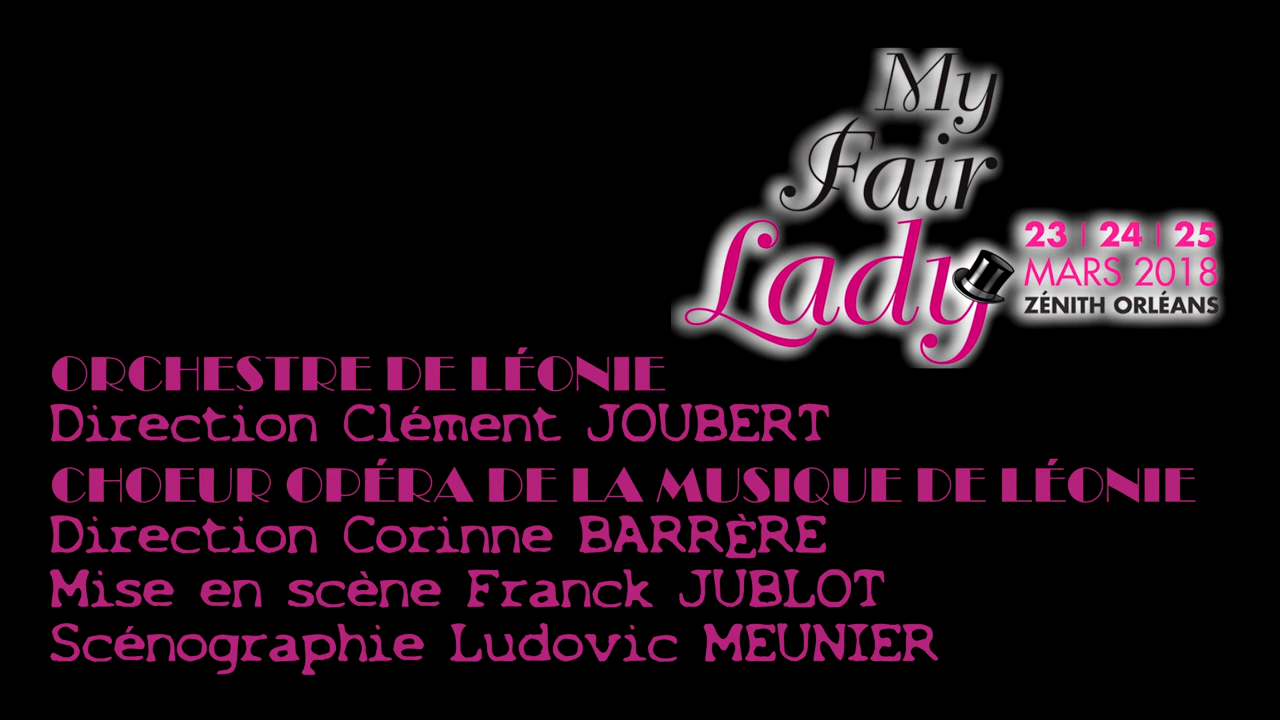 My
Fair
Lady
23 | 24 | 25
MARS 2018
ZÉNITH ORLÉANS
ORCHESTRE DE LÉONIE
Direction Clément JOUBERT
CHOEUR OPÉRA DE LA MUSIQUE DE LÉONIE
Direction Corinne BARRÈRE
Mise en scène Franck JUBLOT
Scénographie Ludovic MEUNIER